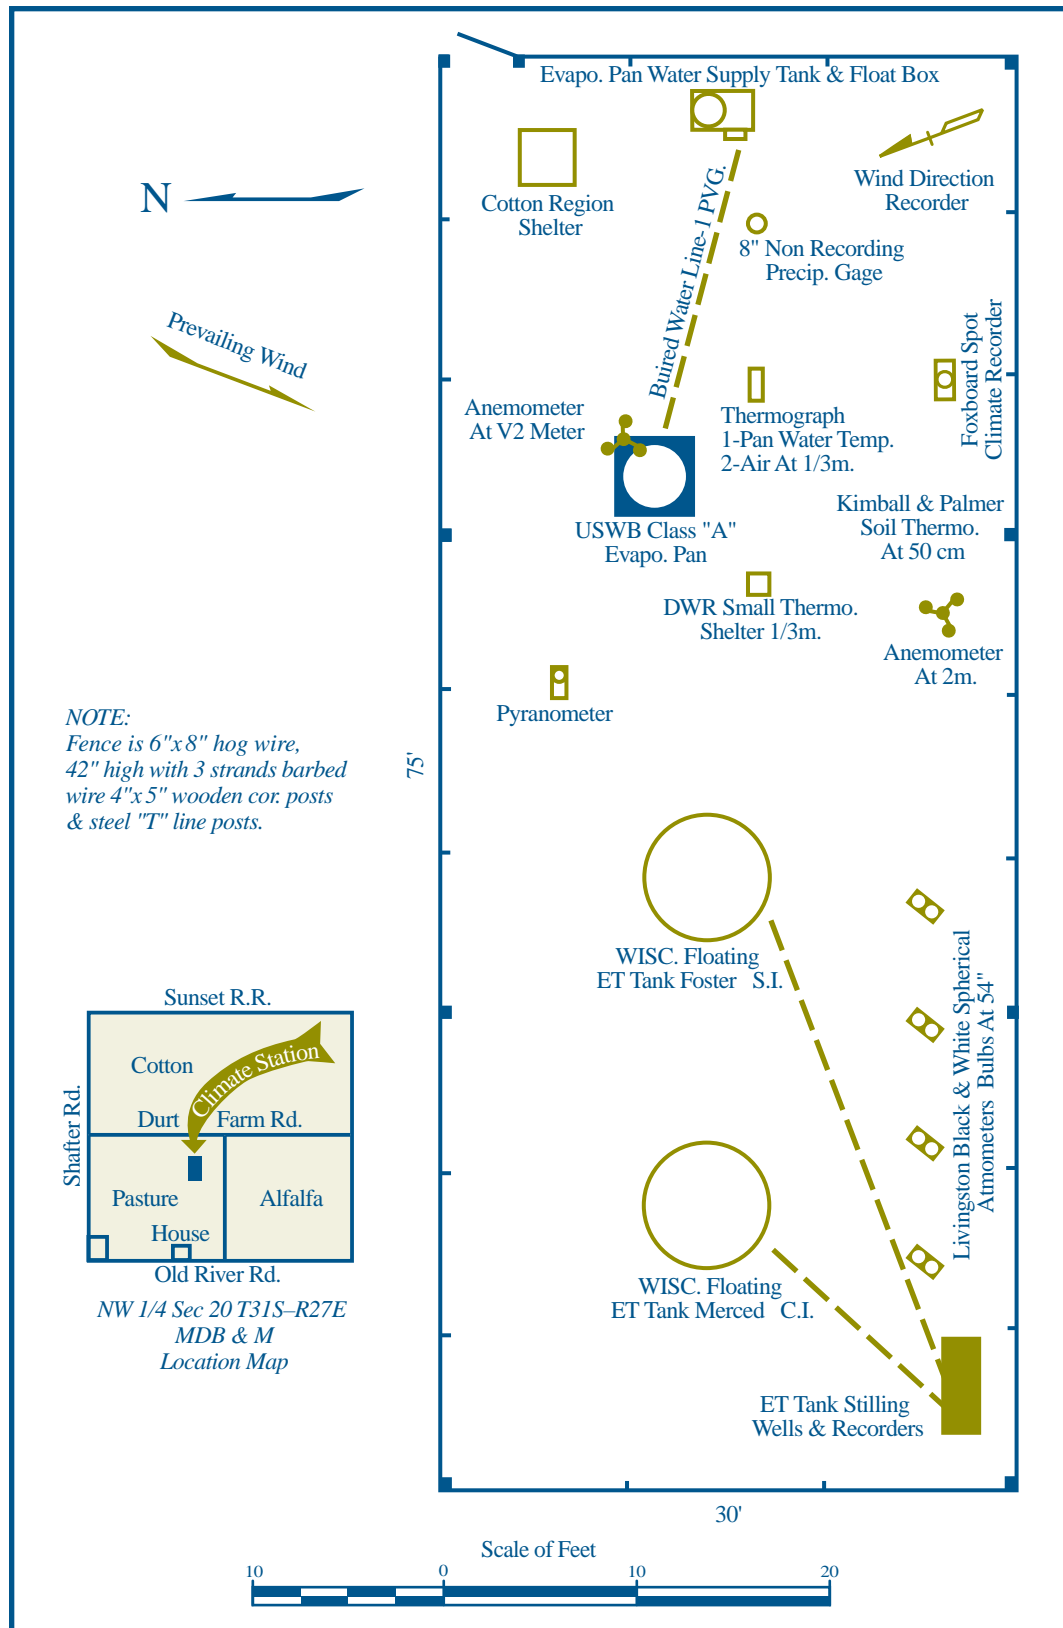 Evapo. Pan Water Supply Tank & Float Box
N
Cotton Region
Shelter
Wind Direction
Recorder
Buired Water Line-1 PVG.
8" Non Recording
Precip. Gage
Prevailing Wind
Foxboard Spot
Climate Recorder
Anemometer
At V2 Meter
Thermograph
1-Pan Water Temp.
2-Air At 1/3m.
USWB Class "A"
Evapo. Pan
Kimball & Palmer
Soil Thermo.
At 50 cm
DWR Small Thermo.
Shelter 1/3m.
Anemometer
At 2m.
Pyranometer
NOTE:
Fence is 6"x 8" hog wire,
42" high with 3 strands barbed
wire 4"x 5" wooden cor. posts
& steel "T" line posts.
75'
WISC. Floating
ET Tank Foster S.I.
Livingston Black & White Spherical
Atmometers Bulbs At 54"
Sunset R.R.
Cotton
Climate Station
Shafter Rd.
Durt Farm Rd.
Pasture
Alfalfa
House
Old River Rd.
NW 1/4 Sec 20 T31S–R27E
MDB & M
Location Map
WISC. Floating
ET Tank Merced C.I.
ET Tank Stilling
Wells & Recorders
30'
Scale of Feet
10 0 10 20